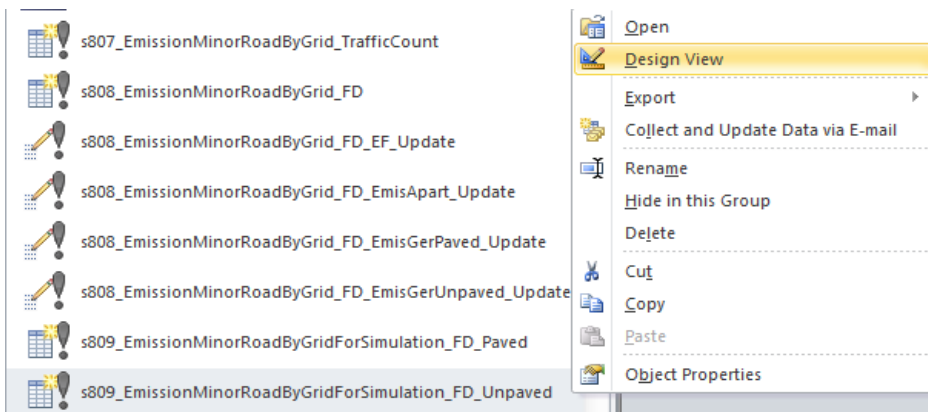 s807_EmissionMinorRoadByGrid_TrafficCount
s808_EmissionMinorRoadByGrid_FD
s808_EmissionMinorRoadByGrid_FD_EF_Update
s808_EmissionMinorRoadByGrid_FD_EmisApart_Update
s808_EmissionMinorRoadByGrid_FD_EmisGerPaved_Update
s808_EmissionMinorRoadByGrid_FD_EmisGerUnpaved_Update
s809_EmissionMinorRoadByGridForSimulation_FD_Paved
s809_EmissionMinorRoadByGridForSimulation_FD_Unpaved
Open
Design View
Export
Collect and Update Data via E-mail
Rename
Hide in this Group
Delete
Cut
Copy
Paste
Object Properties